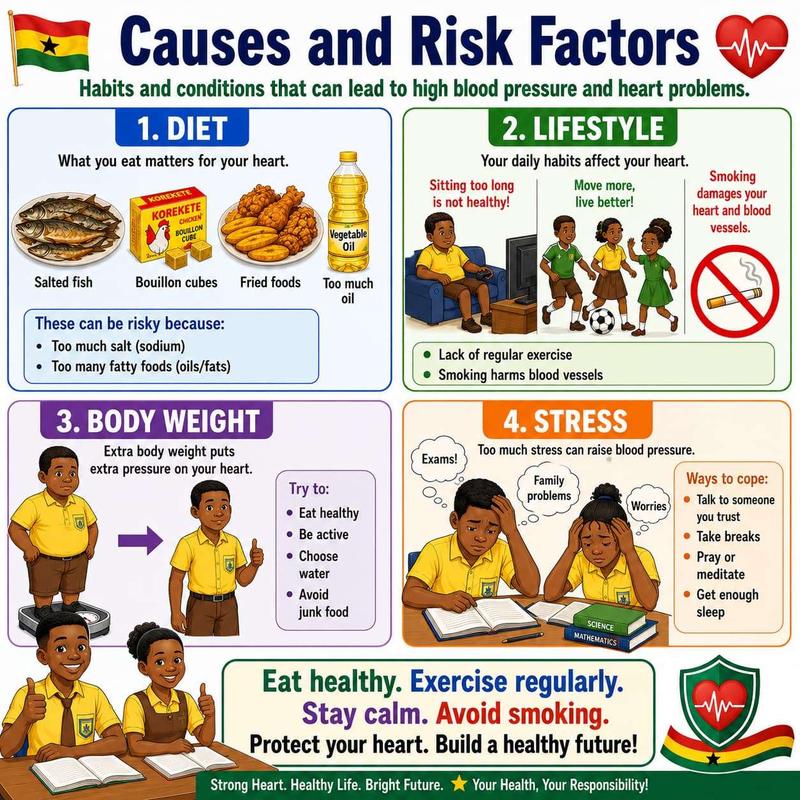 Causes and Risk Factors
Habits and conditions that can lead to high blood pressure and heart problems.
1. DIET
What you eat matters for your heart.
KOREKETE
KOREKETE
CHICKEN
BOUILLON
CUBE
Vegetable
Oil
Salted fish
Bouillon cubes
Fried foods
Too much
oil
These can be risky because:
• Too much salt (sodium)
• Too many fatty foods (oils/fats)
2. LIFESTYLE
Your daily habits affect your heart.
Sitting too long
is not healthy!
Move more,
live better!
Smoking
damages your
heart and blood
vessels.
• Lack of regular exercise
• Smoking harms blood vessels
3. BODY WEIGHT
Extra body weight puts
extra pressure on your heart.
Try to:
• Eat healthy
• Be active
• Choose
water
• Avoid
junk food
4. STRESS
Too much stress can raise blood pressure.
Exams!
Family
problems
Worries
SCIENCE
MATHEMATICS
Ways to cope:
• Talk to someone
you trust
• Take breaks
• Pray or
meditate
• Get enough
sleep
Eat healthy. Exercise regularly.
Stay calm. Avoid smoking.
Protect your heart. Build a healthy future!
Strong Heart. Healthy Life. Bright Future. ★ Your Health, Your Responsibility!